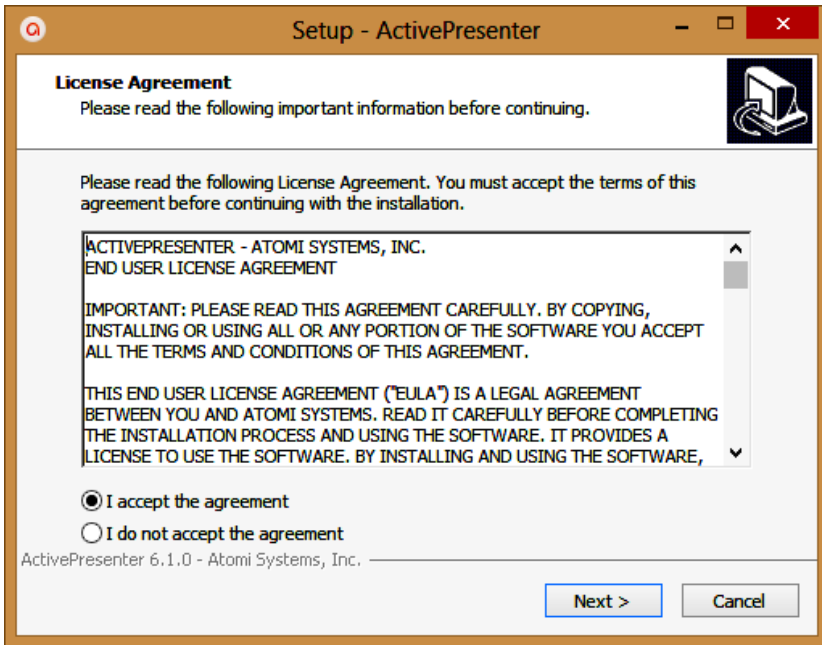 Setup - ActivePresenter
License Agreement
Please read the following important information before continuing.
Please read the following License Agreement. You must accept the terms of this
agreement before continuing with the installation.
ACTIVEPRESENTER - ATOMI SYSTEMS, INC.
END USER LICENSE AGREEMENT
IMPORTANT: PLEASE READ THIS AGREEMENT CAREFULLY. BY COPYING,
INSTALLING OR USING ALL OR ANY PORTION OF THE SOFTWARE YOU ACCEPT
ALL THE TERMS AND CONDITIONS OF THIS AGREEMENT.
THIS END USER LICENSE AGREEMENT ("EULA") IS A LEGAL AGREEMENT
BETWEEN YOU AND ATOMI SYSTEMS. READ IT CAREFULLY BEFORE COMPLETING
THE INSTALLATION PROCESS AND USING THE SOFTWARE. IT PROVIDES A
LICENSE TO USE THE SOFTWARE. BY INSTALLING AND USING THE SOFTWARE,
I accept the agreement
I do not accept the agreement
ActivePresenter 6.1.0 - Atomi Systems, Inc.
Next > Cancel